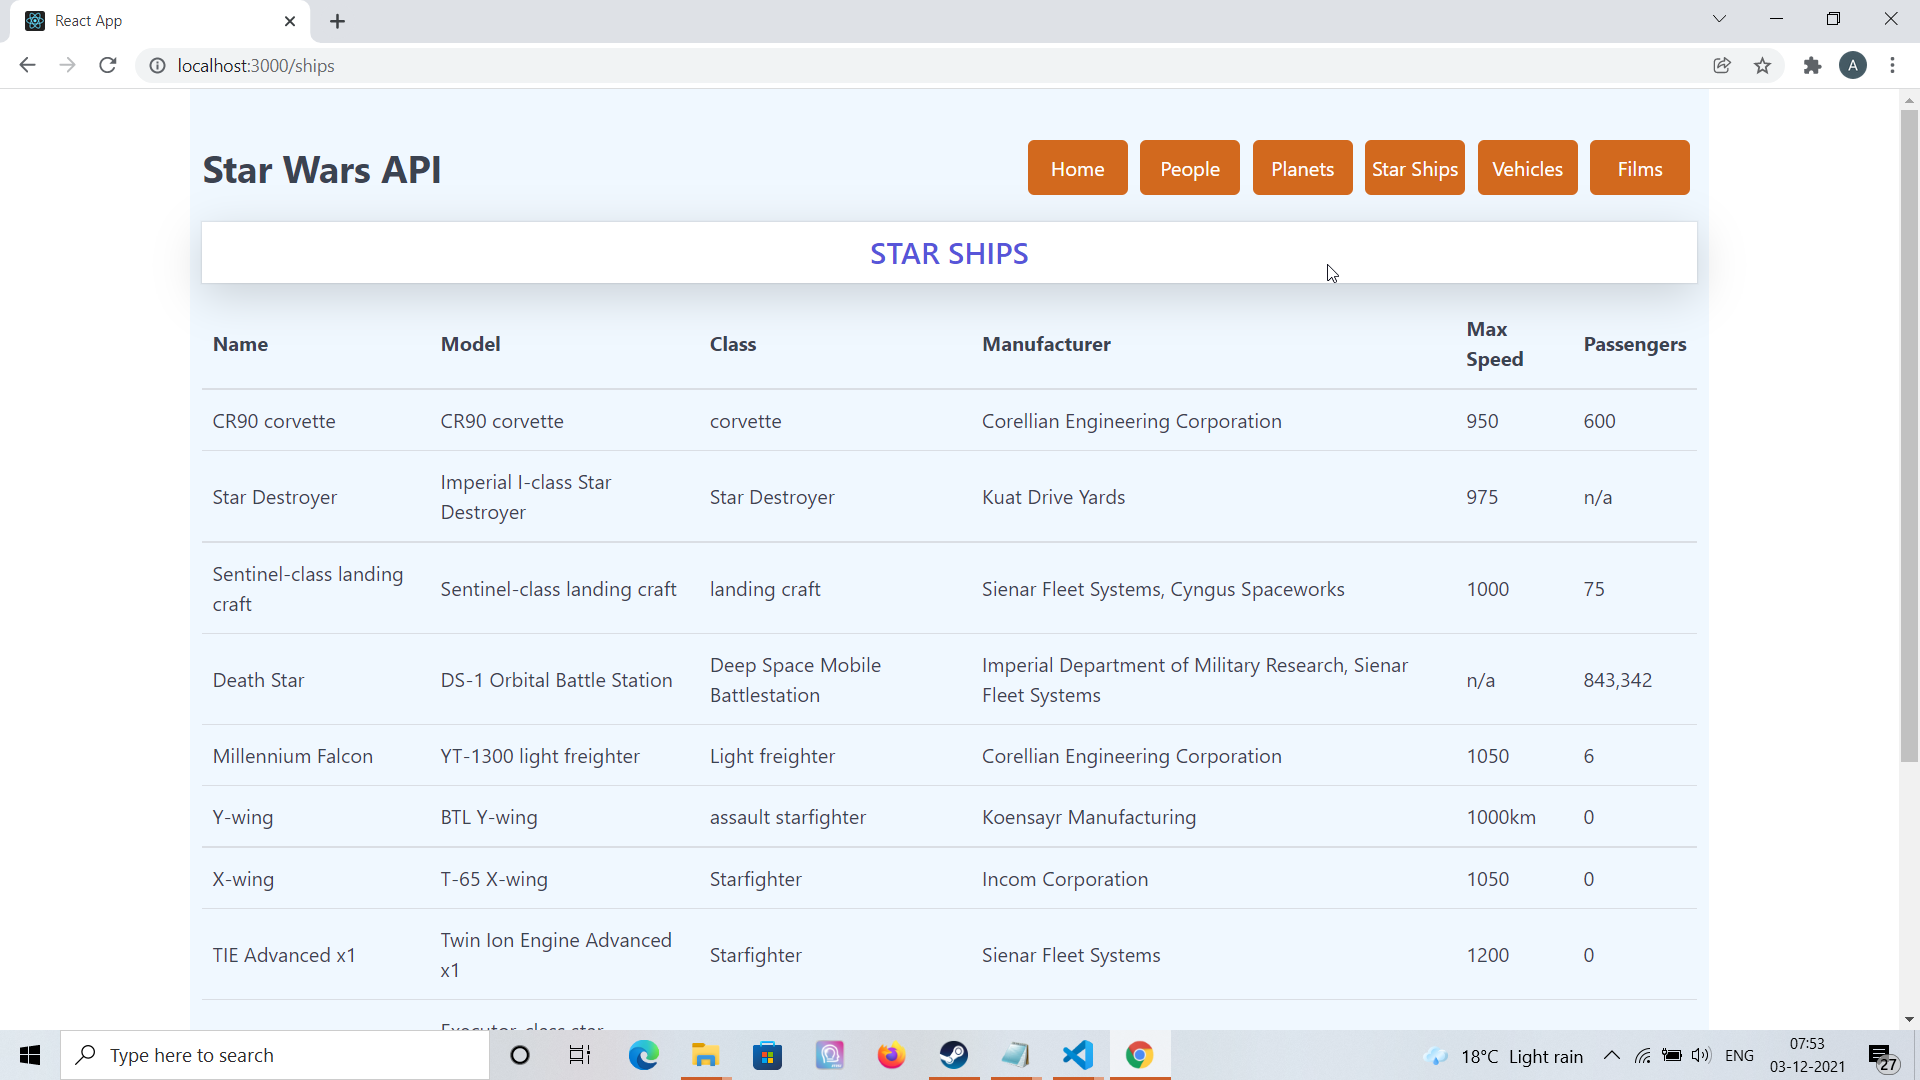 React App
localhost:3000/ships
A
Star Wars API
Home People Planets Star Ships Vehicles Films
STAR SHIPS
Name Model Class Manufacturer Max Speed Passengers
CR90 corvette CR90 corvette corvette Corellian Engineering Corporation 950 600
Star Destroyer Imperial I-class Star Destroyer Star Destroyer Kuat Drive Yards 975 n/a
Sentinel-class landing craft Sentinel-class landing craft landing craft Sienar Fleet Systems, Cyngus Spaceworks 1000 75
Death Star DS-1 Orbital Battle Station Deep Space Mobile Battlestation Imperial Department of Military Research, Sienar Fleet Systems n/a 843,342
Millennium Falcon YT-1300 light freighter Light freighter Corellian Engineering Corporation 1050 6
Y-wing BTL Y-wing assault starfighter Koensayr Manufacturing 1000km 0
X-wing T-65 X-wing Starfighter Incom Corporation 1050 0
TIE Advanced x1 Twin Ion Engine Advanced x1 Starfighter Sienar Fleet Systems 1200 0
Executor-class star
Type here to search
18°C Light rain
ENG
07:53
03-12-2021
27